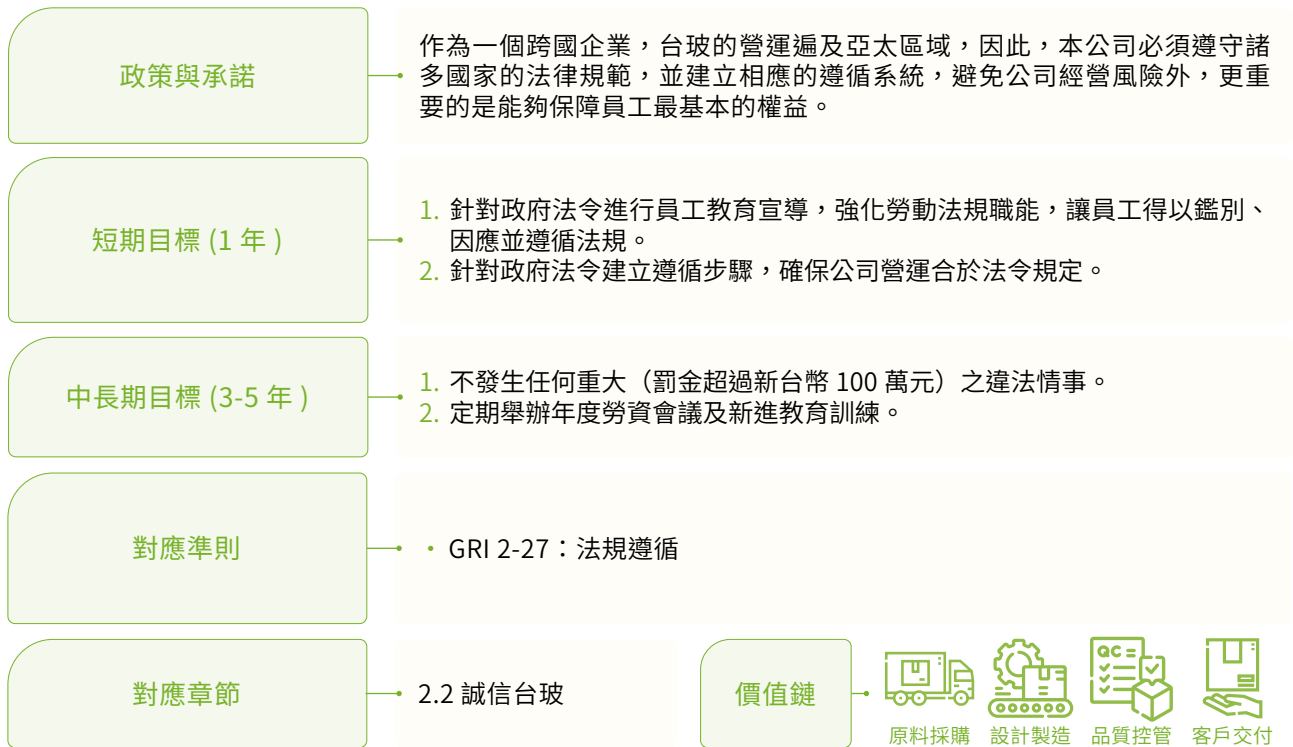 政策與承諾
作為一個跨國企業，台玻的營運遍及亞太區域，因此，本公司必須遵守諸
多國家的法律規範，並建立相應的遵循系統，避免公司經營風險外，更重
要的是能夠保障員工最基本的權益。
短期目標 (1 年 )
1. 針對政府法令進行員工教育宣導，強化勞動法規職能，讓員工得以鑑別、
因應並遵循法規。
2. 針對政府法令建立遵循步驟，確保公司營運合於法令規定。
中長期目標 (3-5 年 )
1. 不發生任何重大（罰金超過新台幣 100 萬元）之違法情事。
2. 定期舉辦年度勞資會議及新進教育訓練。
對應準則
• GRI 2-27：法規遵循
對應章節
2.2 誠信台玻
價值鏈
QC
原料採購 設計製造 品質控管 客戶交付